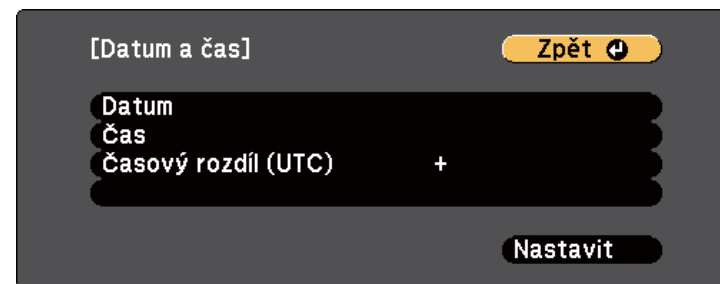 [Datum a čas] Zpět
Datum
Čas
Časový rozdíl (UTC) +
Nastavit